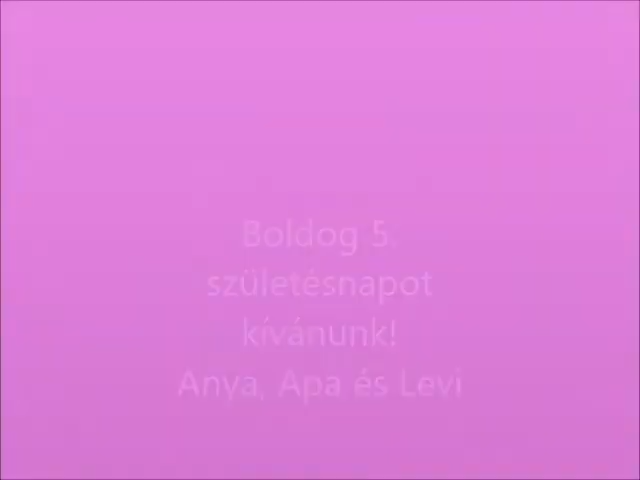 Boldog 5.
születésnapot
kívánunk!
Anya, Apa és Levi